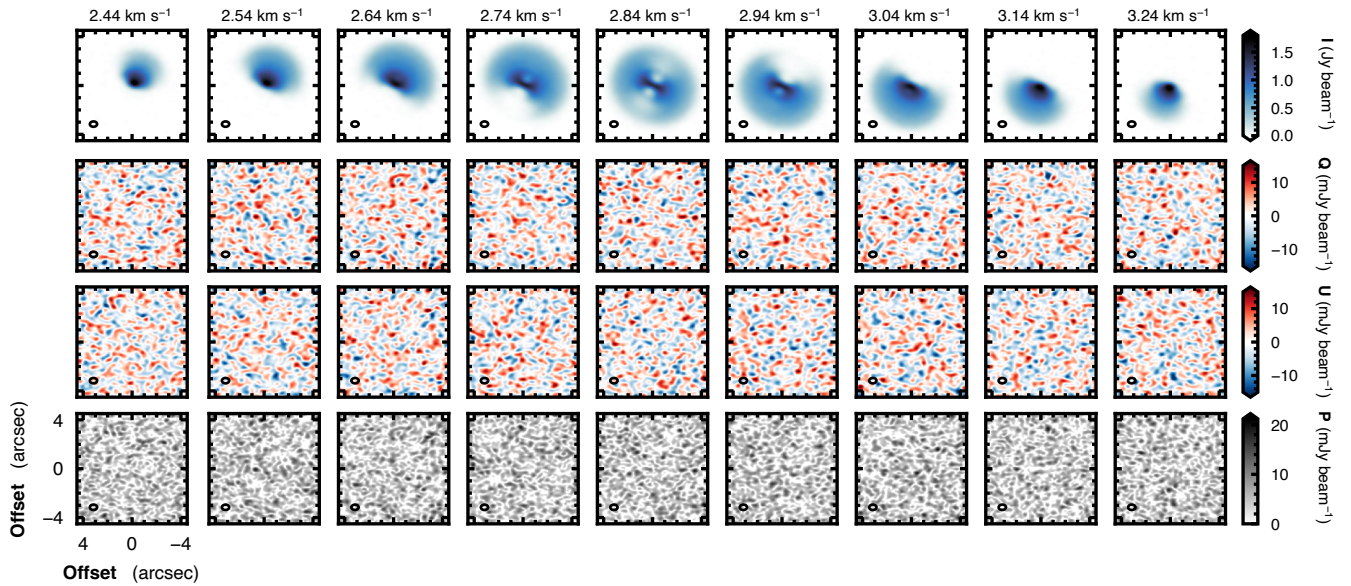 2.44 km s⁻¹ 2.54 km s⁻¹ 2.64 km s⁻¹ 2.74 km s⁻¹ 2.84 km s⁻¹ 2.94 km s⁻¹ 3.04 km s⁻¹ 3.14 km s⁻¹ 3.24 km s⁻¹
1.5
1.0
0.5
0.0
I (Jy beam⁻¹)
10
0
−10
Q (mJy beam⁻¹)
10
0
−10
U (mJy beam⁻¹)
20
10
0
P (mJy beam⁻¹)
4
0
−4
Offset (arcsec)
4 0 −4
Offset (arcsec)